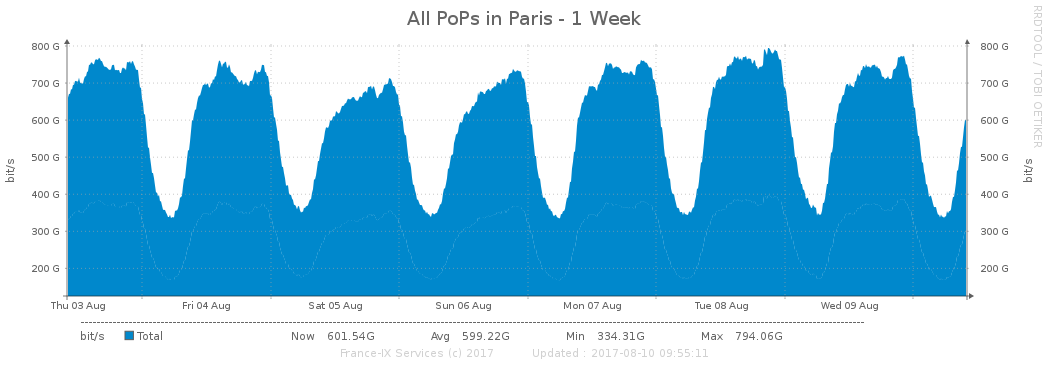 All PoPs in Paris - 1 Week
RRDTOOL / TOBI OETIKER
800 G 800 G
700 G 700 G
600 G 600 G
500 G 500 G
400 G 400 G
300 G 300 G
200 G 200 G
bit/s bit/s
Thu 03 Aug Fri 04 Aug Sat 05 Aug Sun 06 Aug Mon 07 Aug Tue 08 Aug Wed 09 Aug
bit/s Total Now 601.54G Avg 599.22G Min 334.31G Max 794.06G
France-IX Services (c) 2017 Updated : 2017-08-10 09:55:11